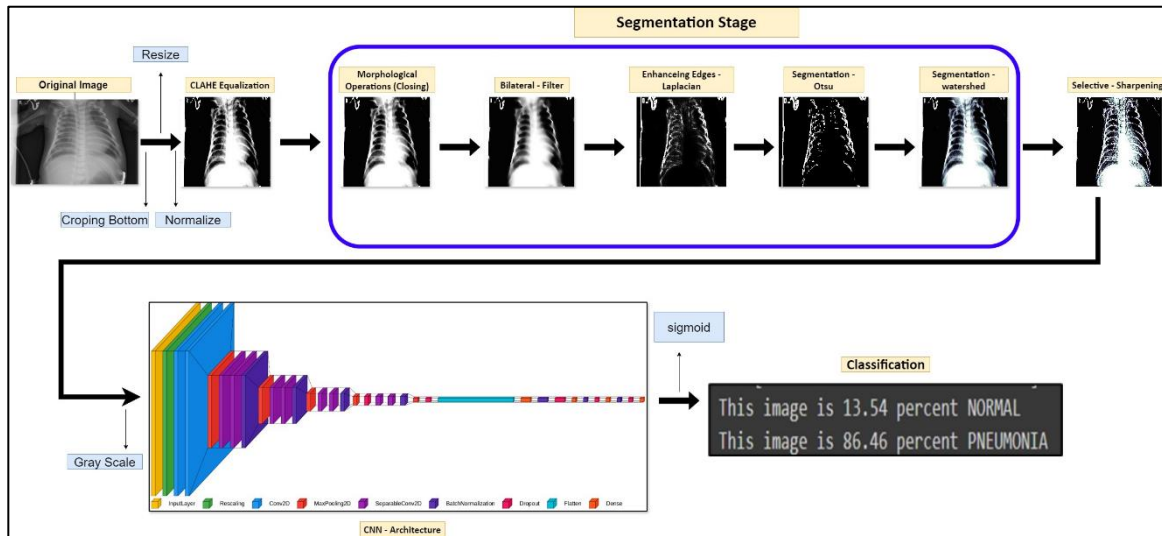 Segmentation Stage
Resize
Original Image
CLAHE Equalization
Morphological
Operations (Closing)
Bilateral - Filter
Enhanceing Edges -
Laplacian
Segmentation -
Otsu
Segmentation -
watershed
Selective - Sharpening
Croping Bottom
Normalize
sigmoid
Classification
This image is 13.54 percent NORMAL
This image is 86.46 percent PNEUMONIA
Gray Scale
InputLayer Rescaling Conv2D MaxPooling2D SeparableConv2D BatchNormalization Dropout Flatten Dense
CNN - Architecture